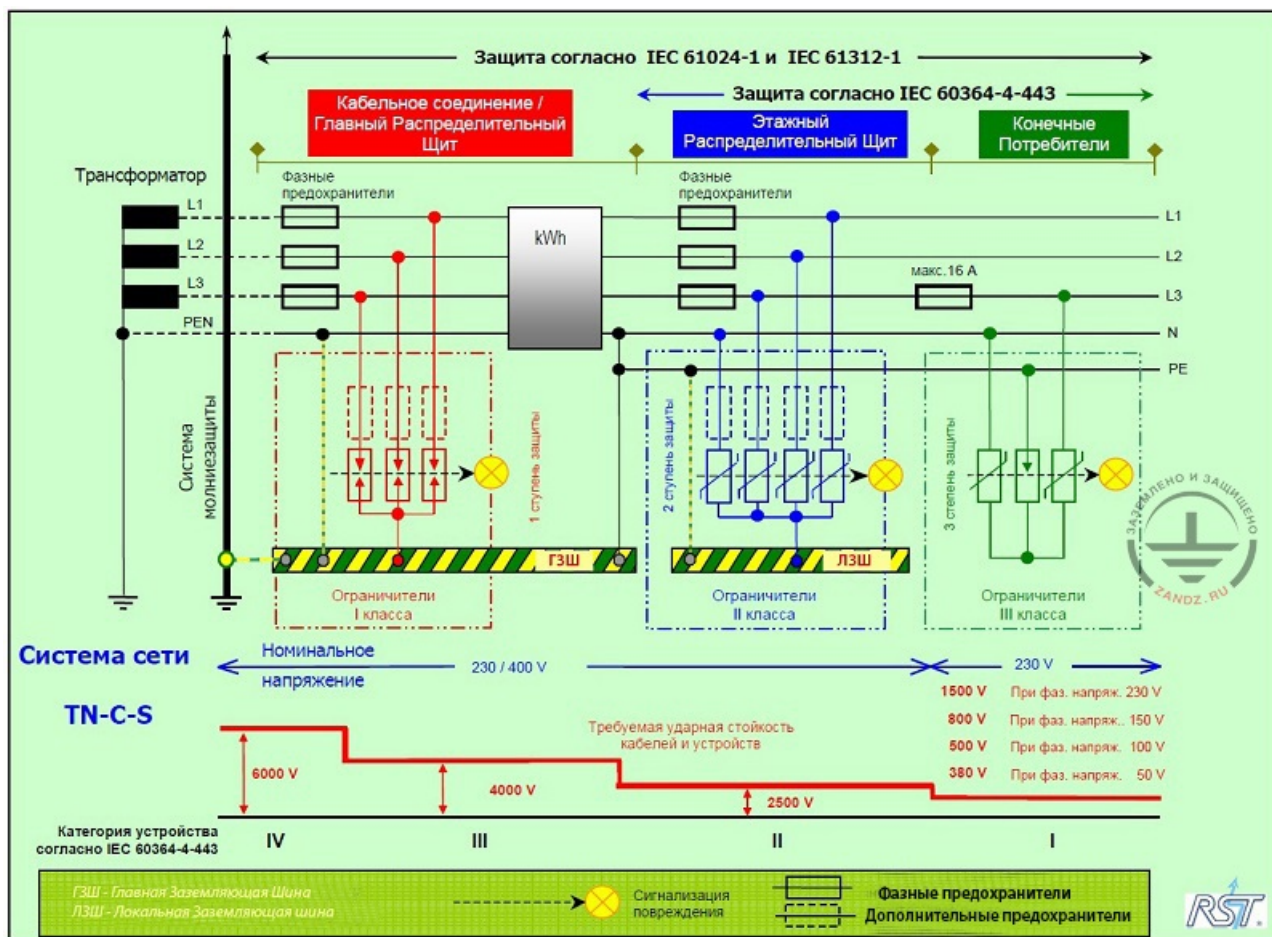 Защита согласно IEC 61024-1 и IEC 61312-1
Защита согласно IEC 60364-4-443
Кабельное соединение /
Главный Распределительный
Щит
Этажный
Распределительный Щит
Конечные
Потребители
Трансформатор
Фазные
предохранители
Фазные
предохранители
L1
L1
L2
kWh
L2
L3
макс.16 А
L3
PEN
N
PE
Система
молниезащиты
1 ступень защиты
2 ступень защиты
3 степень защиты
ЗАЗЕМЛЕНО И ЗАЩИЩЕНО
ZANDZ.RU
ГЗШ
ЛЗШ
Ограничители
I класса
Ограничители
II класса
Ограничители
III класса
Система сети
TN-C-S
Номинальное
напряжение
230 / 400 V
230 V
1500 V При фаз. напряж. 230 V
800 V При фаз. напряж.. 150 V
500 V При фаз. напряж. 100 V
380 V При фаз. напряж. 50 V
Требуемая ударная стойкость
кабелей и устройств
6000 V
4000 V
2500 V
Категория устройства
согласно IEC 60364-4-443
IV
III
II
I
ГЗШ - Главная Заземляющая Шина
ЛЗШ - Локальная Заземляющая шина
Сигнализация
повреждения
Фазные предохранители
Дополнительные предохранители
RST